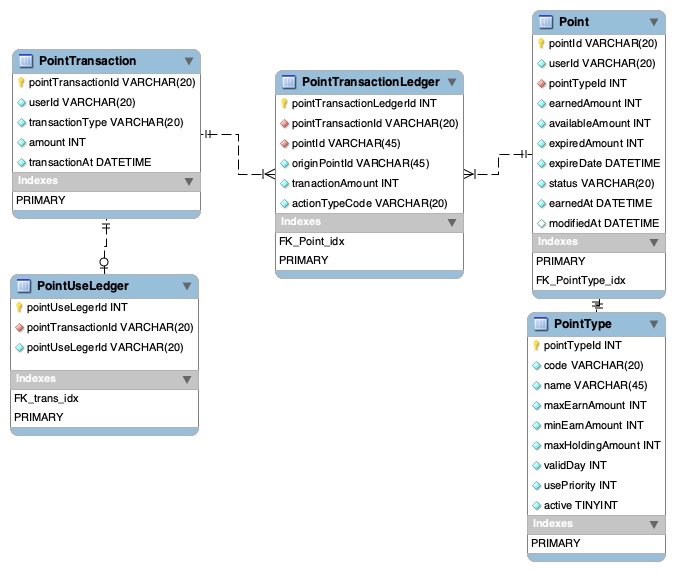 PointTransaction
pointTransactionId VARCHAR(20)
userId VARCHAR(20)
transactionType VARCHAR(20)
amount INT
transactionAt DATETIME
Indexes
PRIMARY
PointUseLedger
pointUseLegerId INT
pointTransactionId VARCHAR(20)
pointUseLegerId VARCHAR(20)
Indexes
FK_trans_idx
PRIMARY
PointTransactionLedger
pointTransactionLedgerId INT
pointTransactionId VARCHAR(20)
pointId VARCHAR(45)
originPointId VARCHAR(45)
tranactionAmount INT
actionTypeCode VARCHAR(20)
Indexes
FK_Point_idx
PRIMARY
Point
pointId VARCHAR(20)
userId VARCHAR(20)
pointTypeId INT
earnedAmount INT
availableAmount INT
expiredAmount INT
expireDate DATETIME
status VARCHAR(20)
earnedAt DATETIME
modifiedAt DATETIME
Indexes
PRIMARY
FK_PointType_idx
PointType
pointTypeId INT
code VARCHAR(20)
name VARCHAR(45)
maxEarnAmount INT
minEarnAmount INT
maxHoldingAmount INT
validDay INT
usePriority INT
active TINYINT
Indexes
PRIMARY